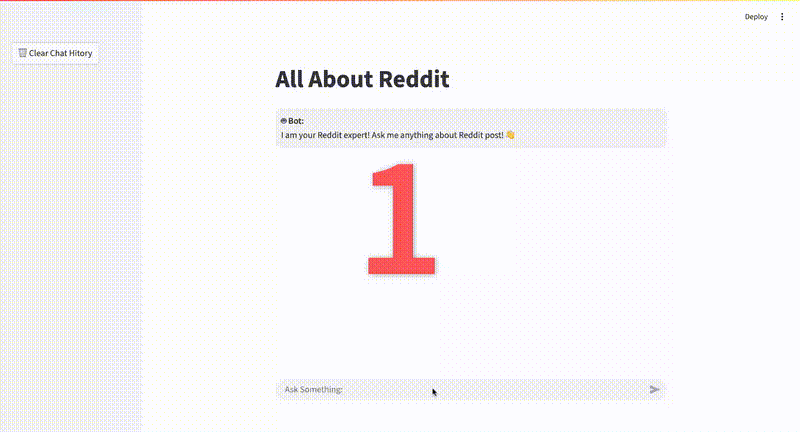 Deploy
Clear Chat Hitory
All About Reddit
Bot:
I am your Reddit expert! Ask me anything about Reddit post! 👋
1
Ask Something: